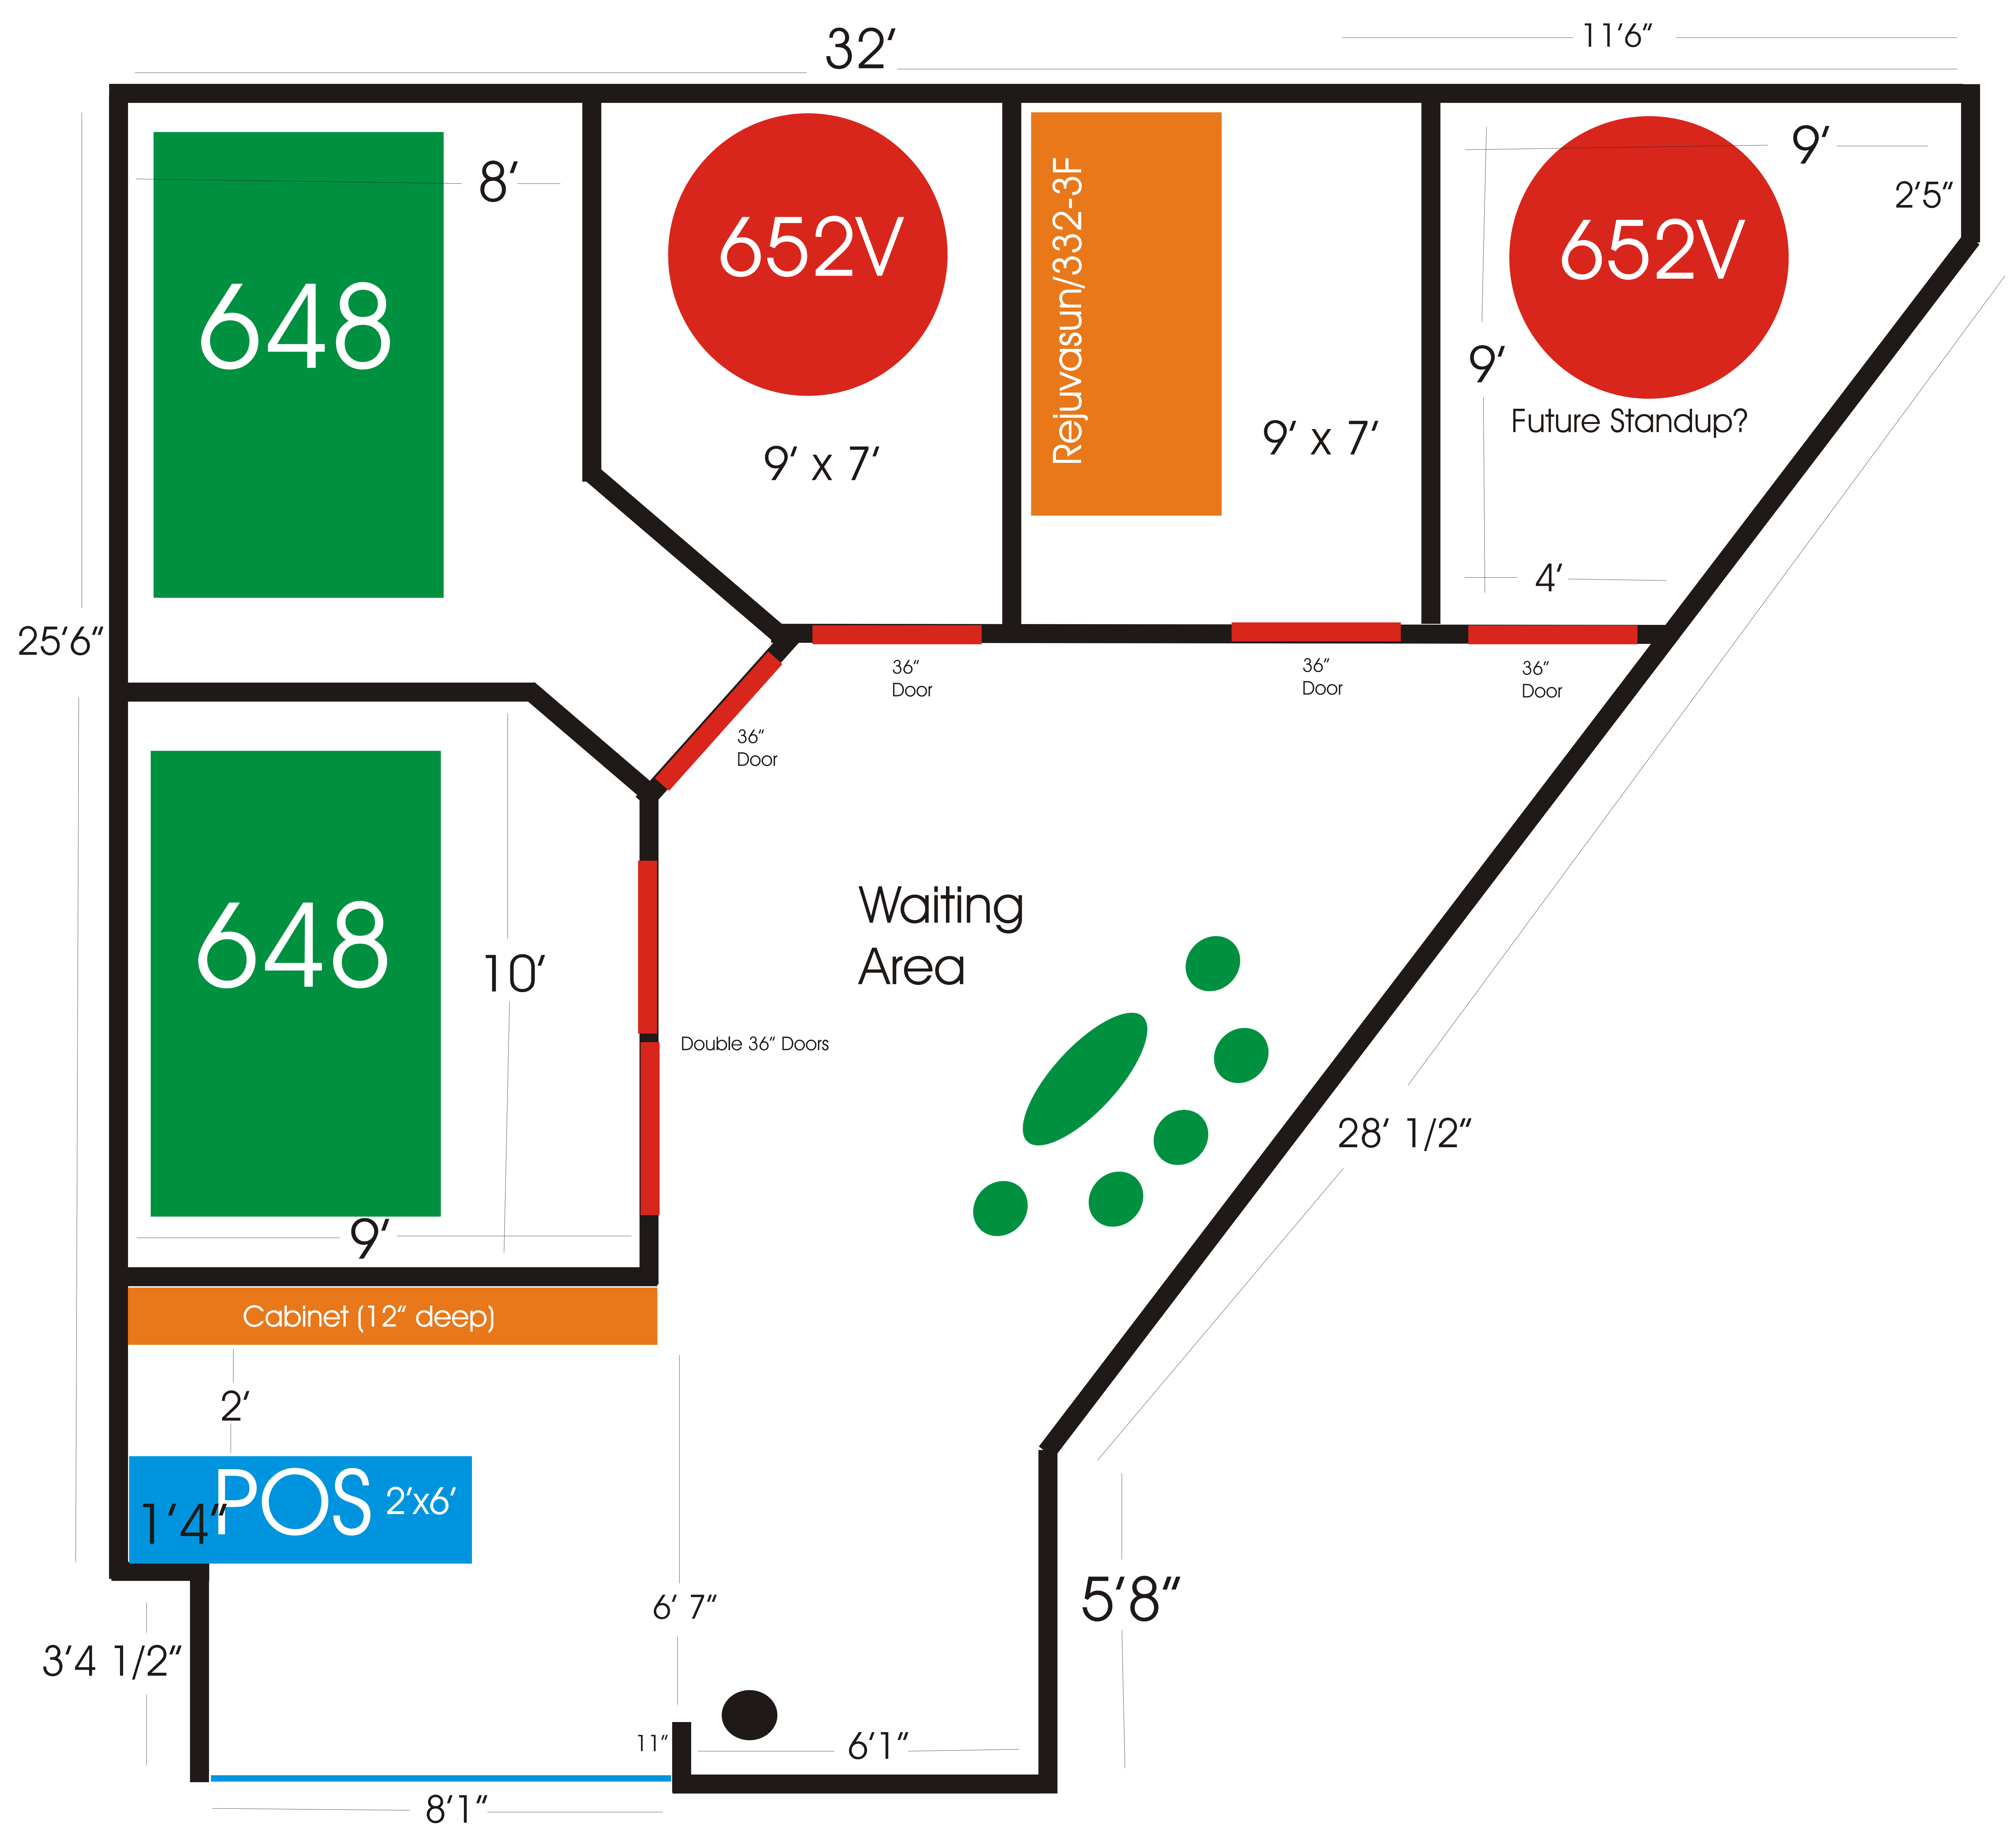 32'
11'6"
8'
9'
2'5"
648
652V
Rejuvasun/332-3F
652V
9'
Future Standup?
9' x 7'
9' x 7'
4'
25'6"
36"
Door
36"
Door
36"
Door
36"
Door
648
10'
Waiting
Area
Double 36" Doors
28' 1/2"
9'
Cabinet (12" deep)
2'
POS 2'x6'
1'4"
6' 7"
5'8"
3'4 1/2"
11"
6'1"
8'1"